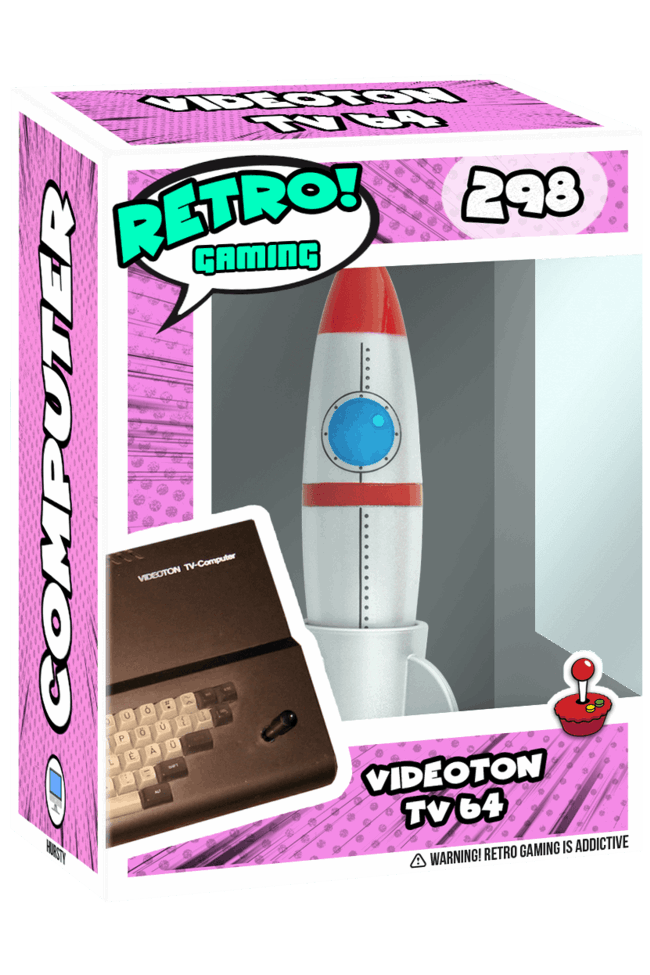 VIDEOTON
TV 64
RETRO!
GAMING
298
COMPUTER
VIDEOTON TV-Computer
VIDEOTON
TV 64
HURSTY
WARNING! RETRO GAMING IS ADDICTIVE